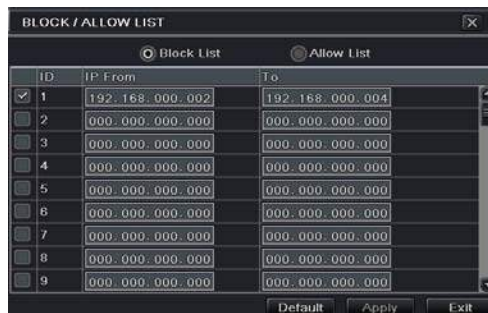 BLOCK / ALLOW LIST
Block List Allow List
ID IP From To
1 192. 168. 000. 002 192. 168. 000. 004
2 000. 000. 000. 000 000. 000. 000. 000
3 000. 000. 000. 000 000. 000. 000. 000
4 000. 000. 000. 000 000. 000. 000. 000
5 000. 000. 000. 000 000. 000. 000. 000
6 000. 000. 000. 000 000. 000. 000. 000
7 000. 000. 000. 000 000. 000. 000. 000
8 000. 000. 000. 000 000. 000. 000. 000
9 000. 000. 000. 000 000. 000. 000. 000
Default Apply Exit